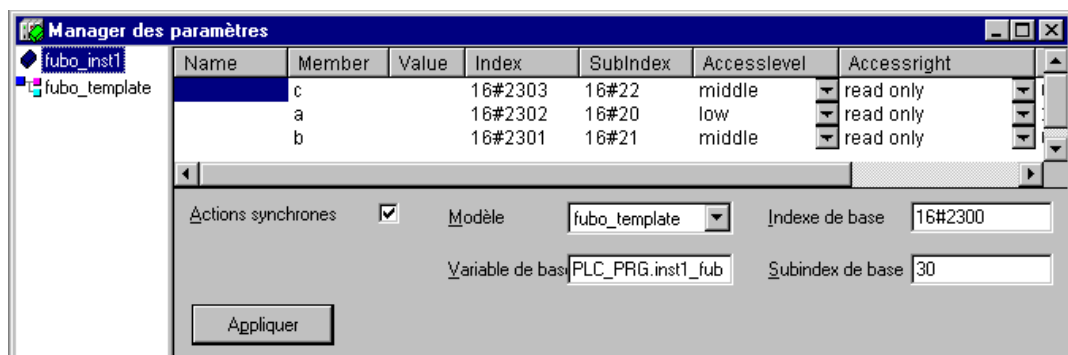 Manager des paramètres
fubo_inst1
fubo_template
Name Member Value Index SubIndex Accesslevel Accessright
c 16#2303 16#22 middle read only
a 16#2302 16#20 low read only
b 16#2301 16#21 middle read only
Actions synchrones Modèle fubo_template Indexe de base 16#2300
Variable de bas PLC_PRG.inst1_fub Subindex de base 30
Appliquer